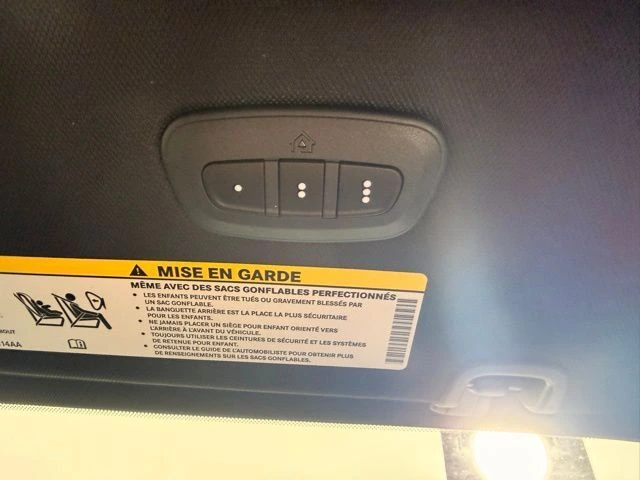 MISE EN GARDE
MÊME AVEC DES SACS GONFLABLES PERFECTIONNÉS
• LES ENFANTS PEUVENT ÊTRE TUÉS OU GRAVEMENT BLESSÉS PAR
UN SAC GONFLABLE.
• LA BANQUETTE ARRIÈRE EST LA PLACE LA PLUS SÉCURITAIRE
POUR LES ENFANTS.
• NE JAMAIS PLACER UN SIÈGE POUR ENFANT ORIENTÉ VERS
L'ARRIÈRE À L'AVANT DU VÉHICULE.
• TOUJOURS UTILISER LES CEINTURES DE SÉCURITÉ ET LES SYSTÈMES
DE RETENUE POUR ENFANT.
• CONSULTER LE GUIDE DE L'AUTOMOBILISTE POUR OBTENIR PLUS
DE RENSEIGNEMENTS SUR LES SACS GONFLABLES.
BOUT
14AA